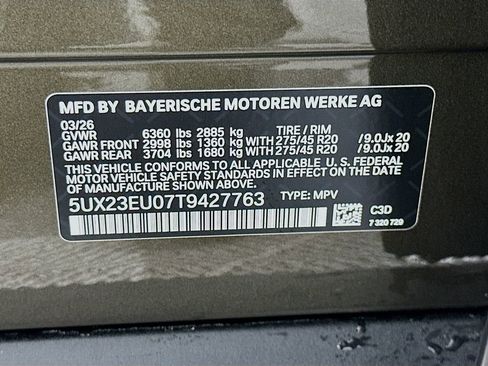 MFD BY BAYERISCHE MOTOREN WERKE AG
03/26
GVWR 6360 lbs 2885 kg TIRE / RIM
GAWR FRONT 2998 lbs 1360 kg WITH 275/45 R20 /9.0Jx 20
GAWR REAR 3704 lbs 1680 kg WITH 275/45 R20 /9.0Jx 20
THIS VEHICLE CONFORMS TO ALL APPLICABLE U. S. FEDERAL
MOTOR VEHICLE SAFETY STANDARDS IN EFFECT ON THE DATE OF
MANUFACTURE SHOWN ABOVE.
5UX23EU07T9427763 TYPE: MPV
C3D
7 320 729